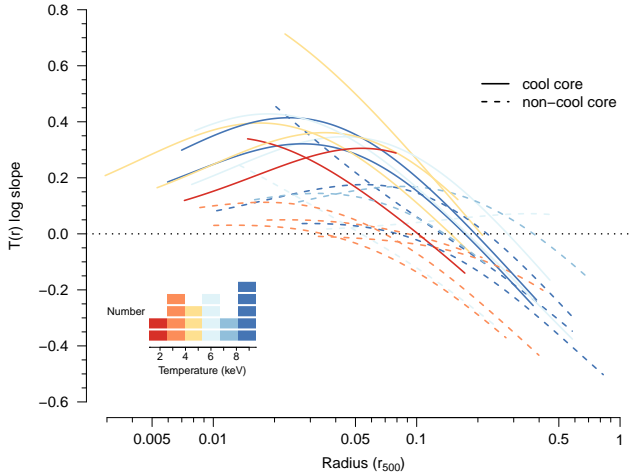 0.8
0.6
0.4
0.2
0.0
−0.2
−0.4
−0.6
T(r) log slope
cool core
non−cool core
Number
2 4 6 8
Temperature (keV)
0.005 0.01 0.05 0.1 0.5 1
Radius (r500)